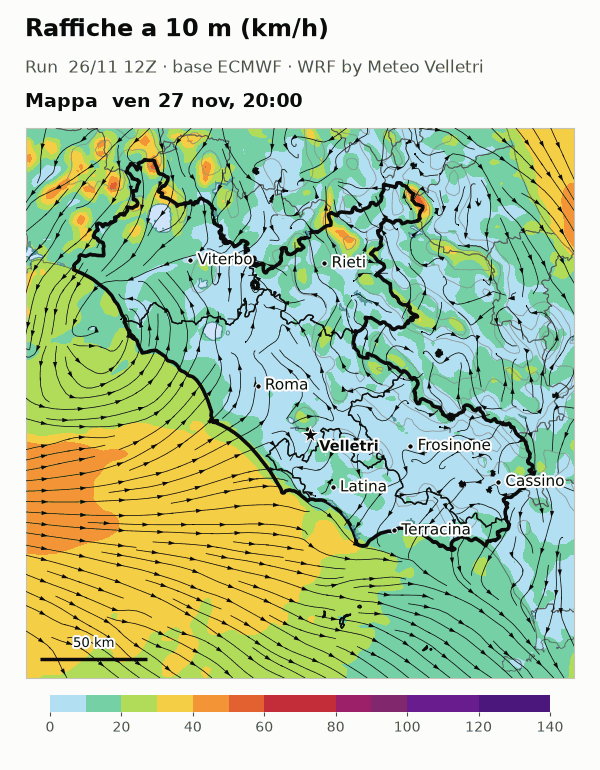 Raffiche a 10 m (km/h)
Run 26/11 12Z · base ECMWF · WRF by Meteo Velletri
Mappa ven 27 nov, 20:00
Viterbo
Rieti
Roma
Velletri
Frosinone
Cassino
Latina
Terracina
50 km
0 20 40 60 80 100 120 140